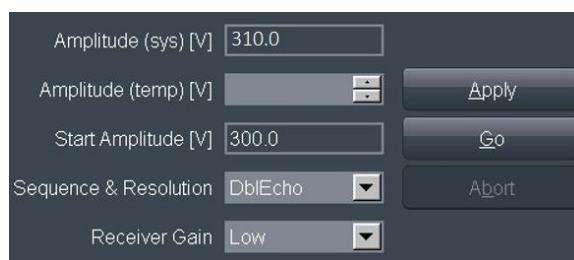 Amplitude (sys) [V] 310.0
Amplitude (temp) [V] Apply
Start Amplitude [V] 300.0 Go
Sequence & Resolution DblEcho Abort
Receiver Gain Low